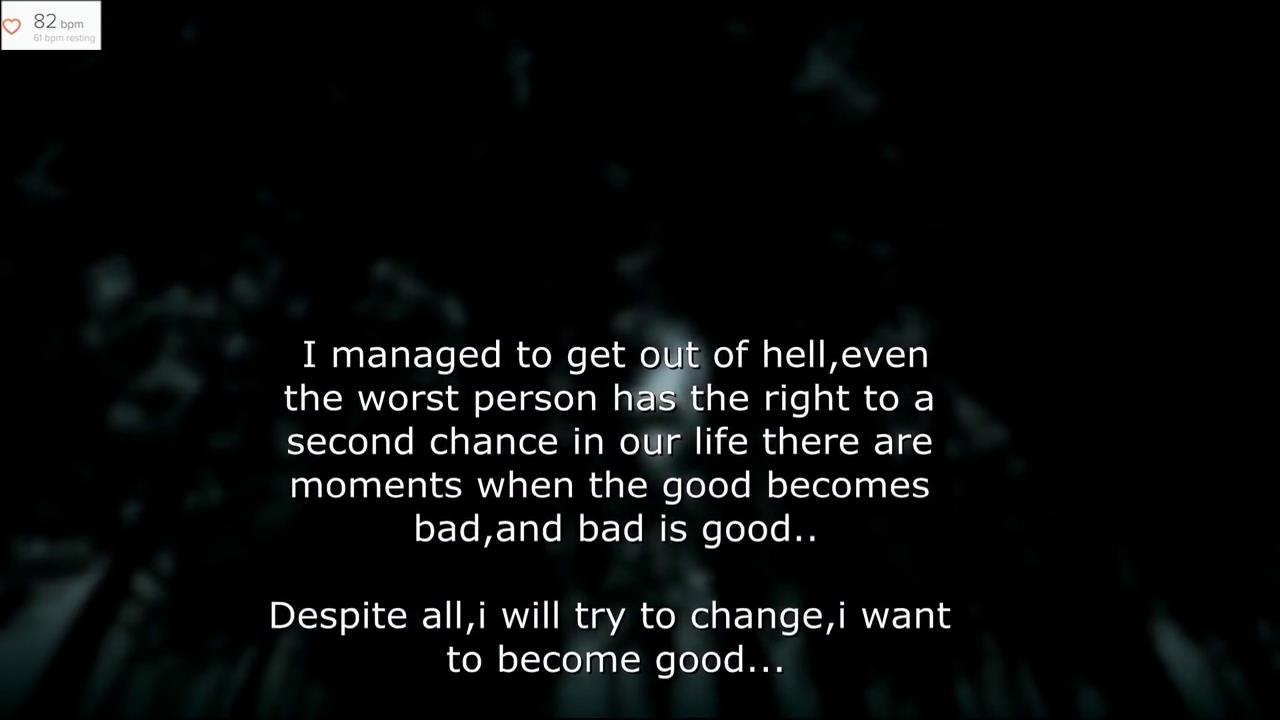 82 bpm
61 bpm resting
I managed to get out of hell,even
the worst person has the right to a
second chance in our life there are
moments when the good becomes
bad,and bad is good..
Despite all,i will try to change,i want
to become good...